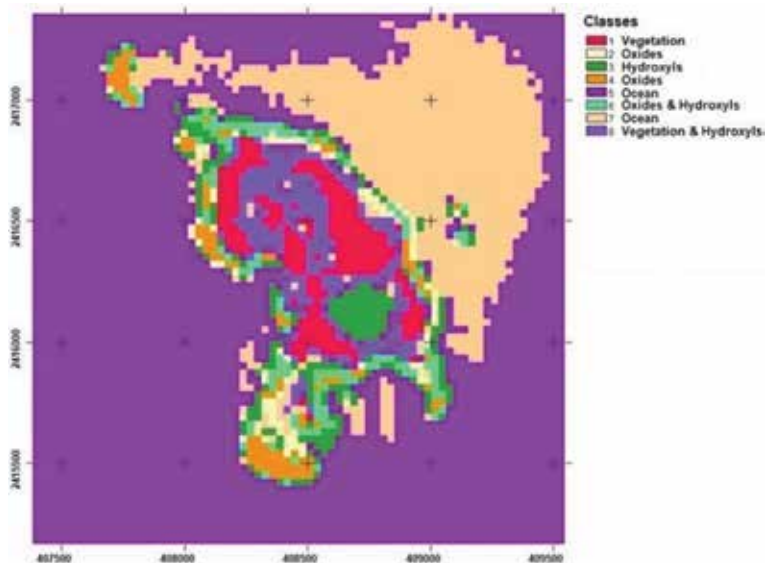 Classes
1 Vegetation
2 Oxides
3 Hydroxyls
4 Oxides
5 Ocean
6 Oxides & Hydroxyls
7 Ocean
8 Vegetation & Hydroxyls
2417000
2416500
2416000
2415500
-407500
-408000
-408500
-409000
-409500